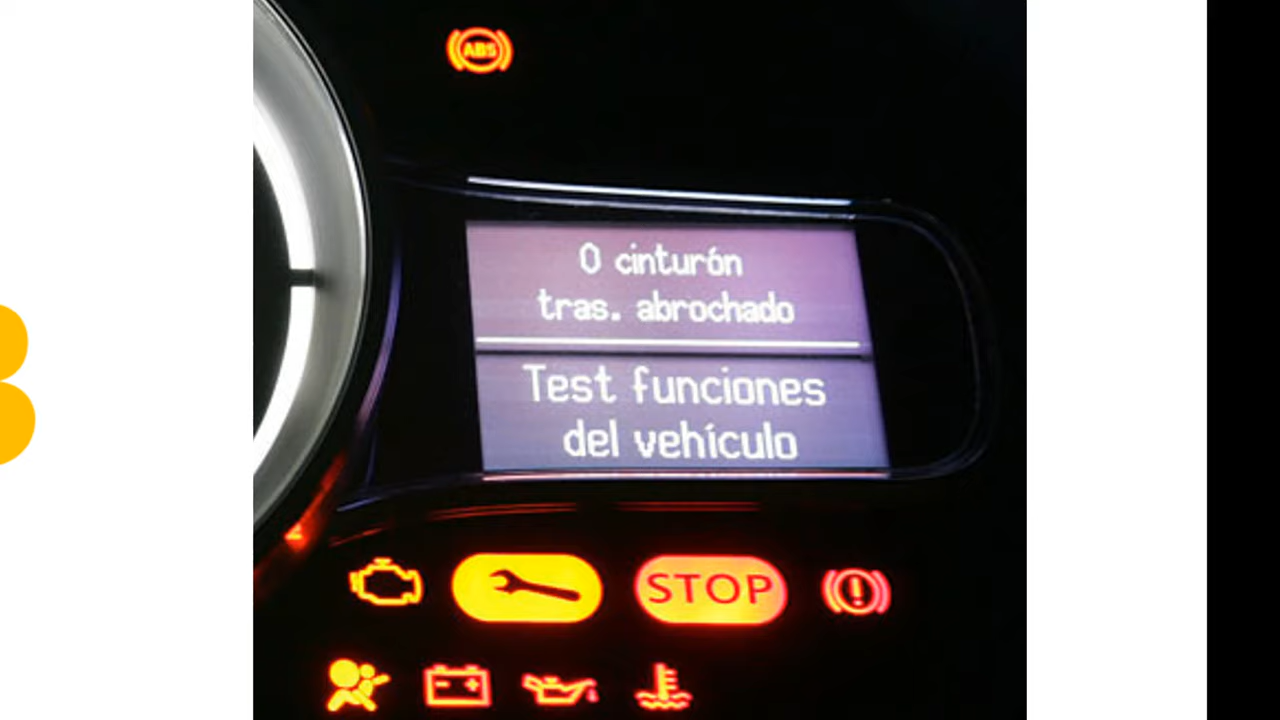 ABS
0 cinturón
tras. abrochado
Test funciones
del vehículo
STOP